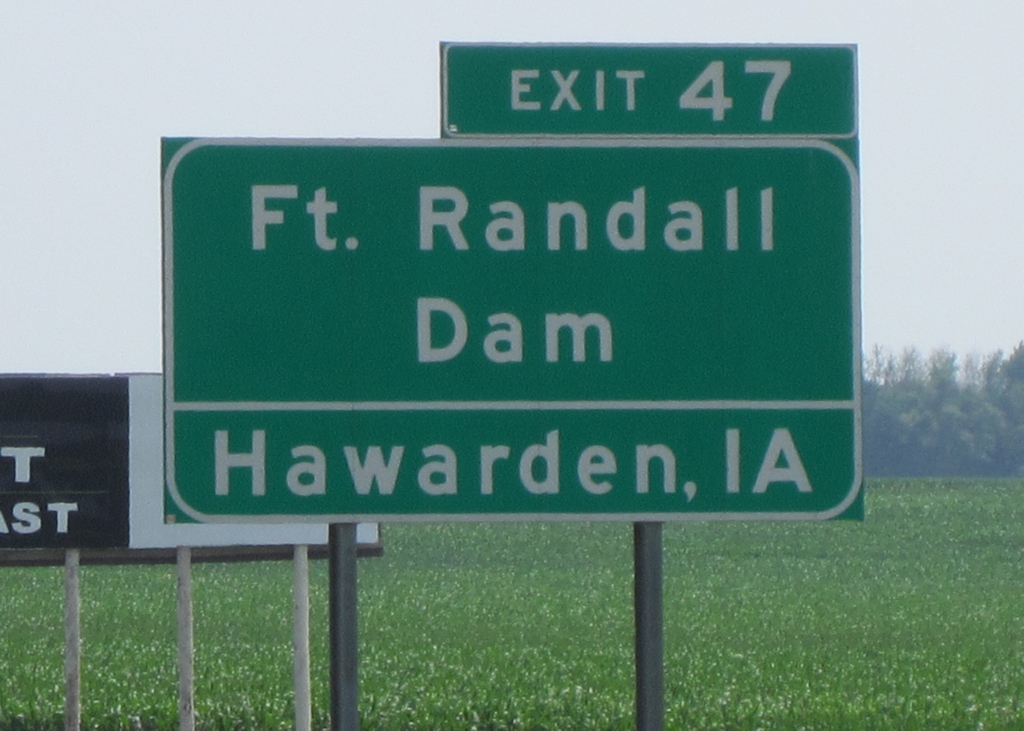 EXIT 47
Ft. Randall
Dam
Hawarden, IA